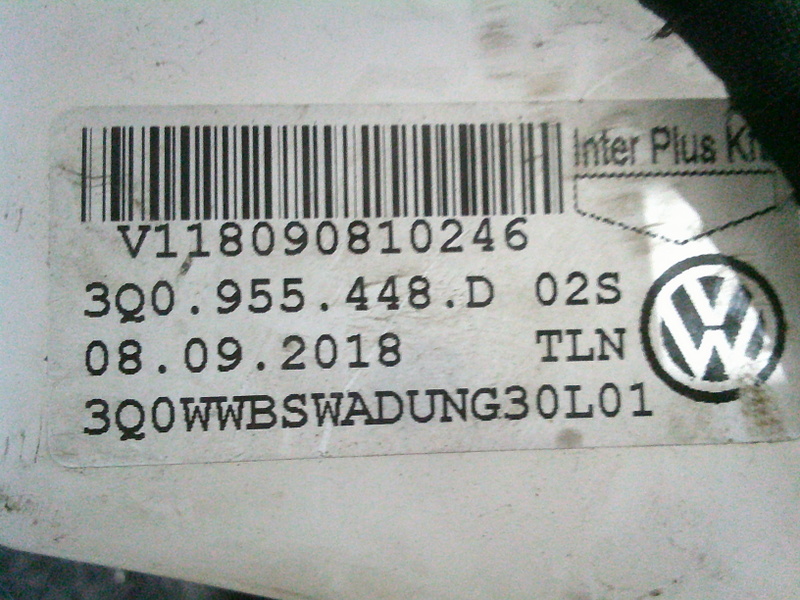 Inter Plus
V118090810246
3Q0.955.448.D 02S
08.09.2018 TLN
3Q0WWBSWADUNG30L01